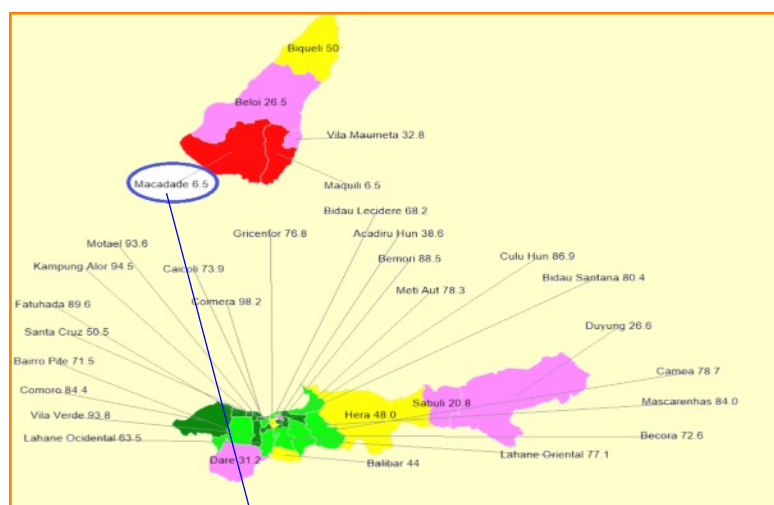 Biqueli 50
Beloi 26.5
Vila Maumeta 32.8
Macadade 6.5
Maquili 6.5
Bidau Lecidere 68.2
Gricenfor 76.8
Acadiru Hun 38.6
Motael 93.6
Bemori 88.5
Culu Hun 86.9
Kampung Alor 94.5
Caicoli 73.9
Bidau Santana 80.4
Meti Aut 78.3
Fatuhada 89.6
Coimera 98.2
Duyung 26.6
Santa Cruz 50.5
Bairro Pite 71.5
Camea 78.7
Comoro 84.4
Sabuli 20.8
Mascarenhas 84.0
Vila Verde 93.8
Hera 48.0
Lahane Ocidental 63.5
Becora 72.6
Dare 31.2
Balibar 44
Lahane Oriental 77.1